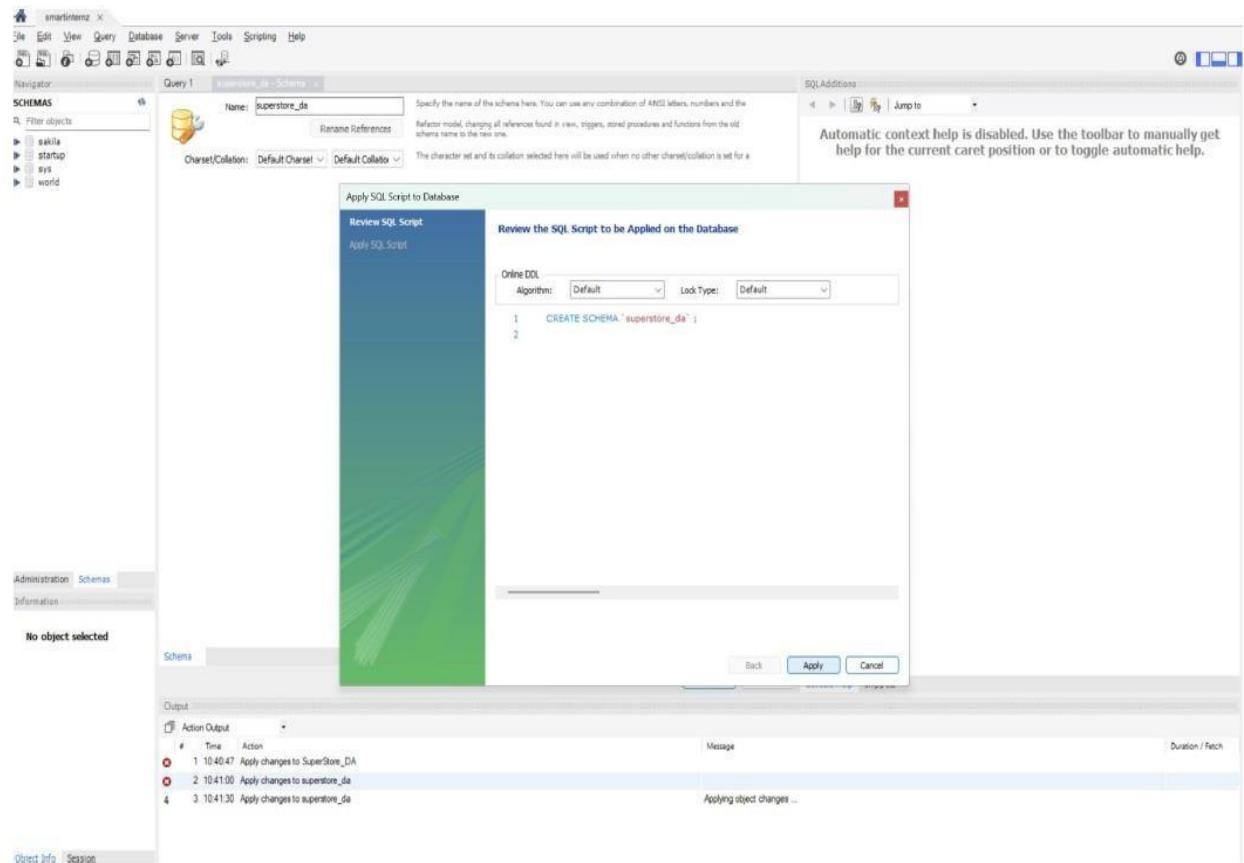 smartinternz ×
File Edit View Query Database Server Tools Scripting Help
Navigator
SCHEMAS
Filter objects
sakila
startup
sys
world
Administration Schemas
Information
No object selected
Object Info Session
Query 1 superstore_da - Schema ×
Name: superstore_da
Specify the name of the schema here. You can use any combination of ANSI letters, numbers and the
Rename References
Refactor model, changing all references found in view, triggers, stored procedures and functions from the old
schema name to the new one.
Charset/Collation: Default Charset Default Collatio
The character set and its collation selected here will be used when no other charset/collation is set for a
Schema
SQLAdditions
Jump to
Automatic context help is disabled. Use the toolbar to manually get
help for the current caret position or to toggle automatic help.
Apply SQL Script to Database
Review SQL Script
Apply SQL Script
Review the SQL Script to be Applied on the Database
Online DDL
Algorithm: Default Lock Type: Default
1 CREATE SCHEMA `superstore_da` ;
2
Back Apply Cancel
Output
Action Output
# Time Action Message Duration / Fetch
1 10:40:47 Apply changes to SuperStore_DA
2 10:41:00 Apply changes to superstore_da
4 3 10:41:30 Apply changes to superstore_da Applying object changes ...